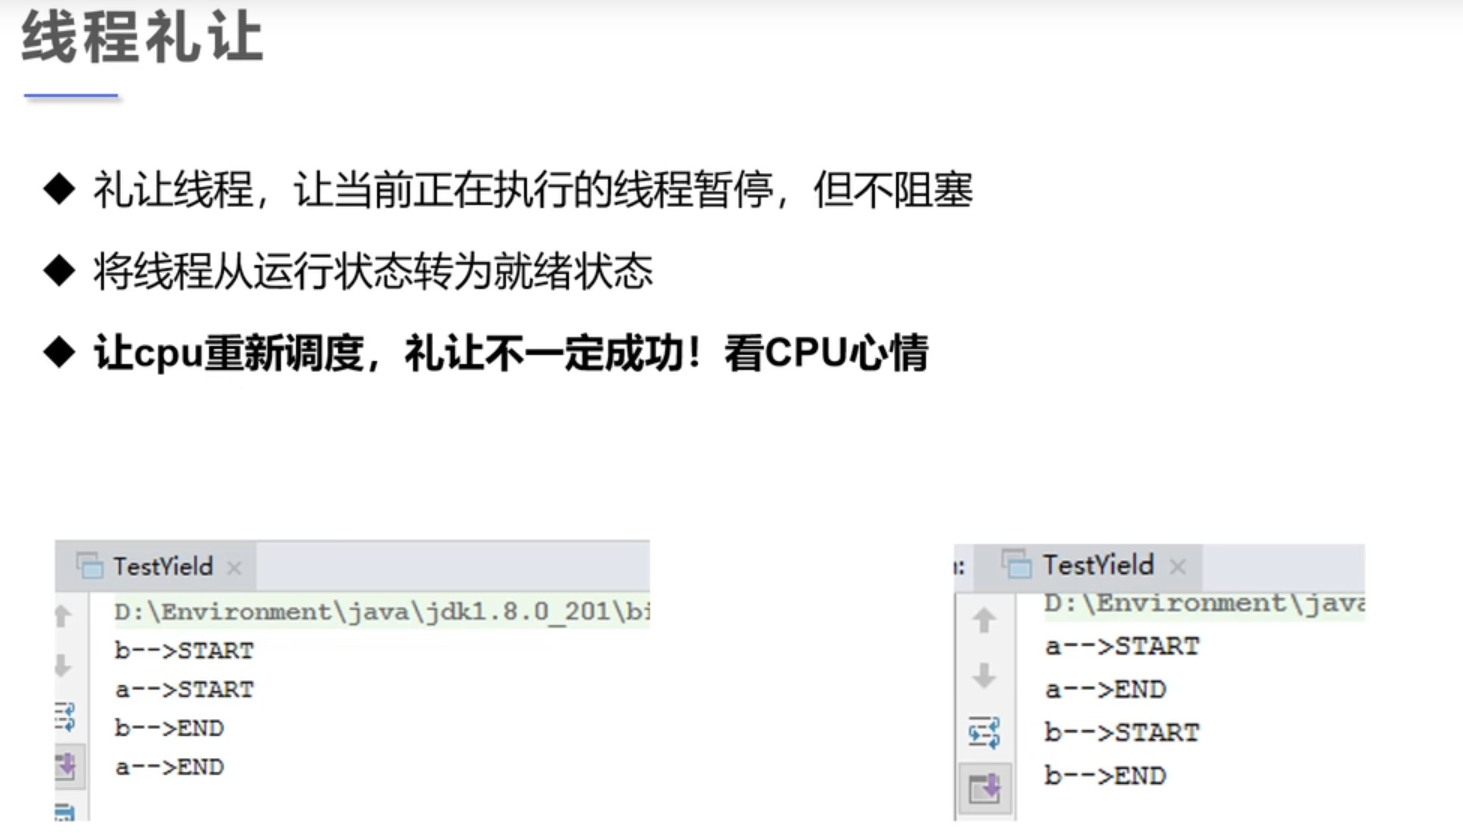 线程礼让
◆ 礼让线程，让当前正在执行的线程暂停，但不阻塞
◆ 将线程从运行状态转为就绪状态
◆ 让cpu重新调度，礼让不一定成功！看CPU心情
TestYield
D:\Environment\java\jdk1.8.0_201\bi
b-->START
a-->START
b-->END
a-->END
TestYield
D:\Environment\java
a-->START
a-->END
b-->START
b-->END